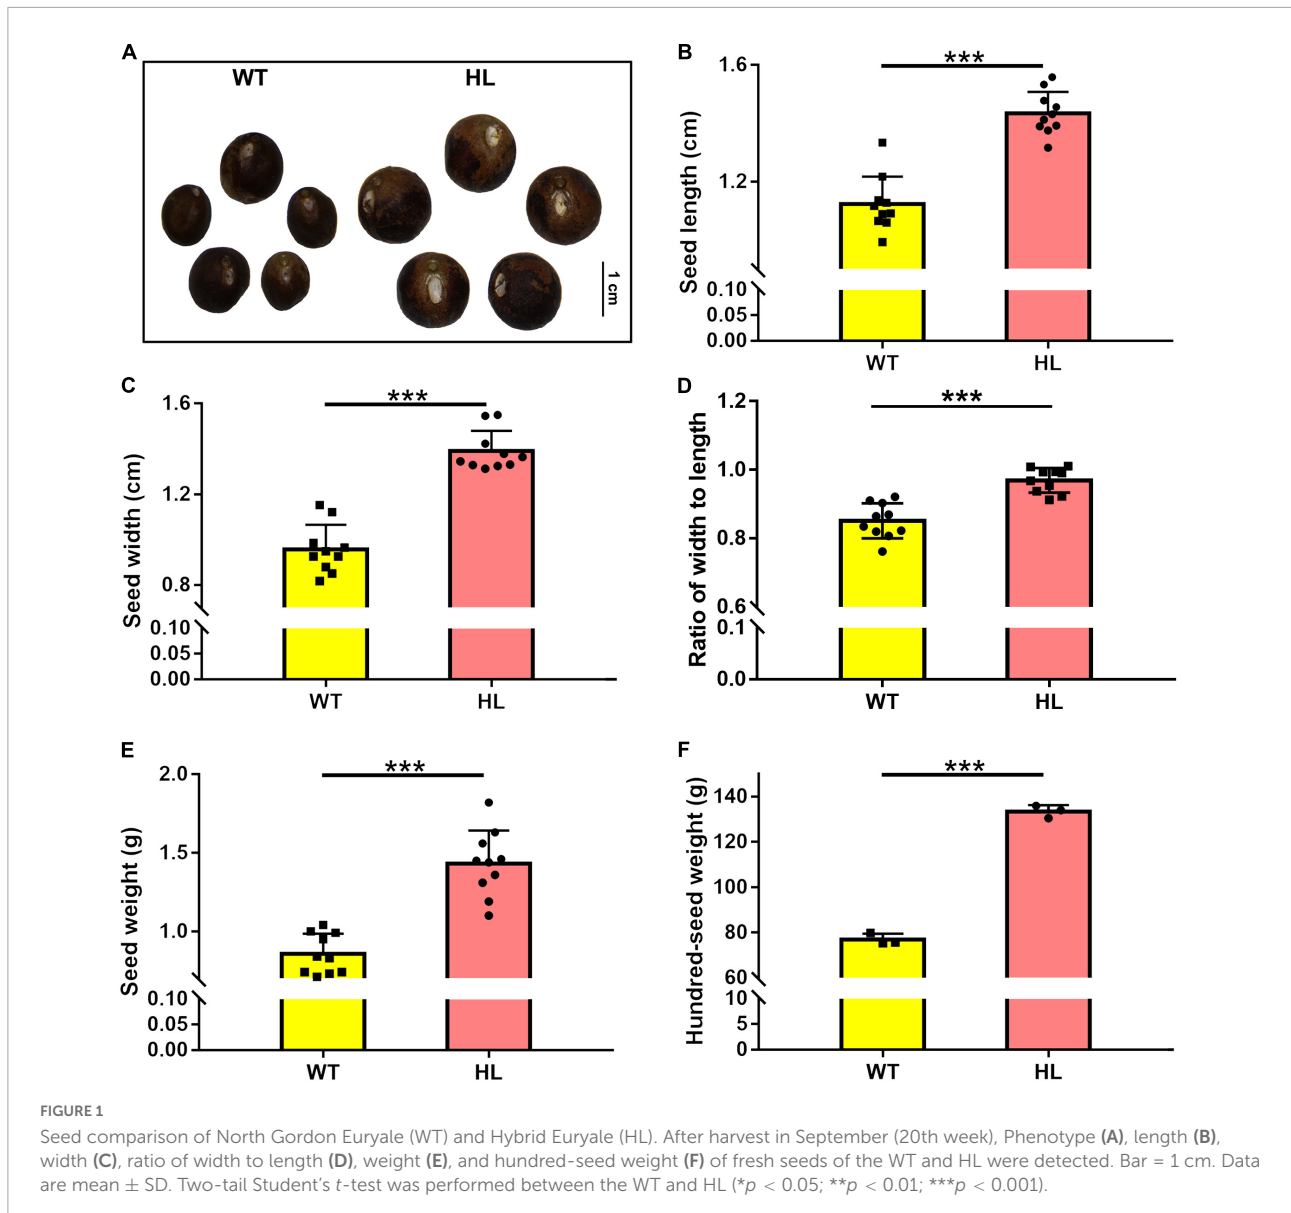 A
WT
HL
1 cm
B
***
Seed length (cm)
1.6
1.2
0.10
0.05
0.00
WT
HL
C
***
Seed width (cm)
1.6
1.2
0.8
0.10
0.05
0.00
WT
HL
D
***
Ratio of width to length
1.2
1.0
0.8
0.6
0.1
0.0
WT
HL
E
***
Seed weight (g)
2.0
1.5
1.0
0.10
0.05
0.00
WT
HL
F
***
Hundred-seed weight (g)
140
120
100
80
60
10
5
0
WT
HL
FIGURE 1
Seed comparison of North Gordon Euryale (WT) and Hybrid Euryale (HL). After harvest in September (20th week), Phenotype (A), length (B),
width (C), ratio of width to length (D), weight (E), and hundred-seed weight (F) of fresh seeds of the WT and HL were detected. Bar = 1 cm. Data
are mean ± SD. Two-tail Student's t-test was performed between the WT and HL (*p < 0.05; **p < 0.01; ***p < 0.001).